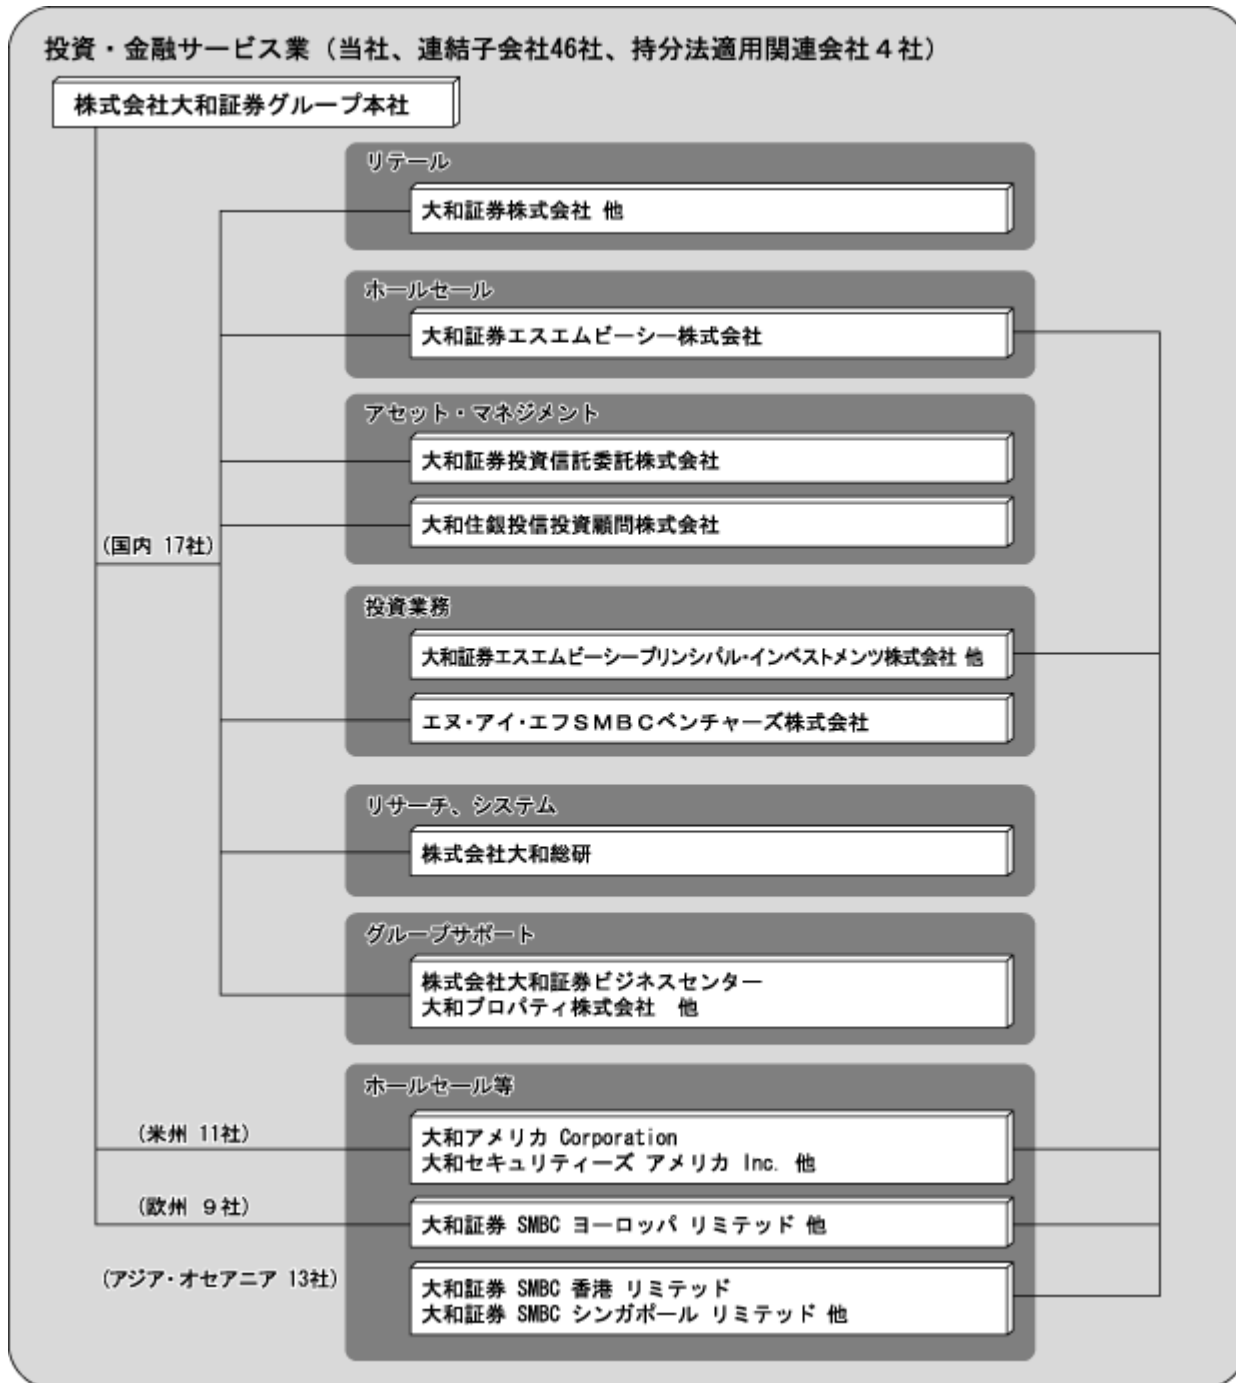 投資・金融サービス業（当社、連結子会社46社、持分法適用関連会社４社）
株式会社大和証券グループ本社
リテール
大和証券株式会社 他
ホールセール
大和証券エスエムビーシー株式会社
アセット・マネジメント
大和証券投資信託委託株式会社
大和住銀投信投資顧問株式会社
(国内 17社)
投資業務
大和証券エスエムビーシープリンシパル・インベストメンツ株式会社 他
エヌ・アイ・エフＳＭＢＣベンチャーズ株式会社
リサーチ、システム
株式会社大和総研
グループサポート
株式会社大和証券ビジネスセンター
大和プロパティ株式会社　他
ホールセール等
(米州 11社)
大和アメリカ Corporation
大和セキュリティーズ アメリカ Inc. 他
(欧州 ９社)
大和証券 SMBC ヨーロッパ リミテッド 他
(アジア・オセアニア 13社)
大和証券 SMBC 香港 リミテッド
大和証券 SMBC シンガポール リミテッド 他